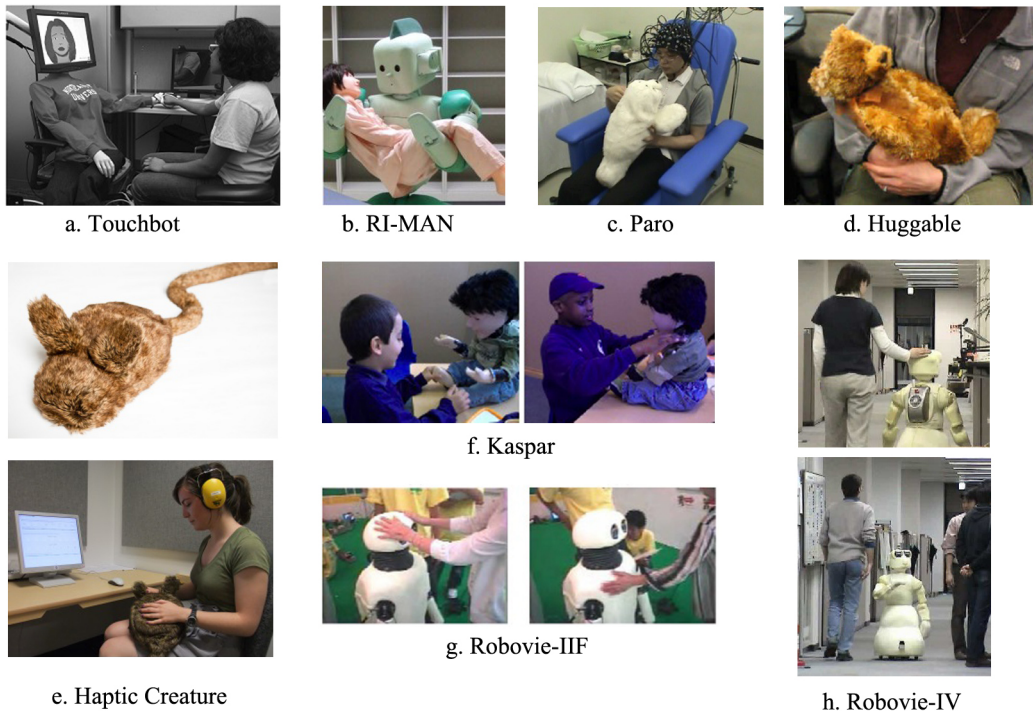 a. Touchbot
b. RI-MAN
c. Paro
d. Huggable
f. Kaspar
g. Robovie-IIF
e. Haptic Creature
h. Robovie-IV